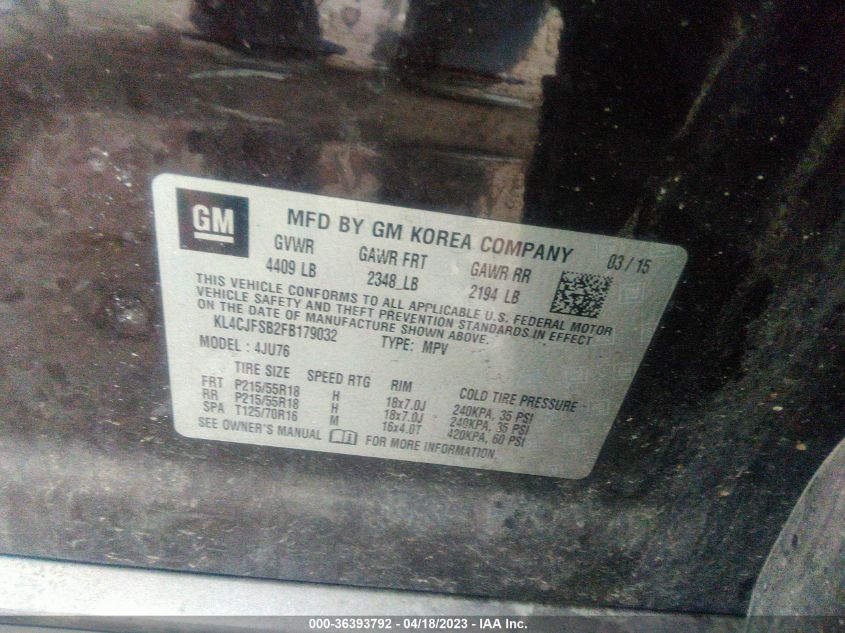 GM
MFD BY GM KOREA COMPANY 03 / 15
GVWR GAWR FRT GAWR RR
4409 LB 2348 LB 2194 LB
THIS VEHICLE CONFORMS TO ALL APPLICABLE U.S. FEDERAL MOTOR
VEHICLE SAFETY AND THEFT PREVENTION STANDARDS IN EFFECT
ON THE DATE OF MANUFACTURE SHOWN ABOVE.
KL4CJFSB2FB179032 TYPE: MPV
MODEL : 4JU76
TIRE SIZE SPEED RTG RIM COLD TIRE PRESSURE
FRT P215/55R18 H 18x7.0J 240KPA, 35 PSI
RR P215/55R18 H 18x7.0J 240KPA, 35 PSI
SPA T125/70R16 M 16x4.0T 420KPA, 60 PSI
SEE OWNER'S MANUAL FOR MORE INFORMATION.
000-36393792 - 04/18/2023 - IAA Inc.